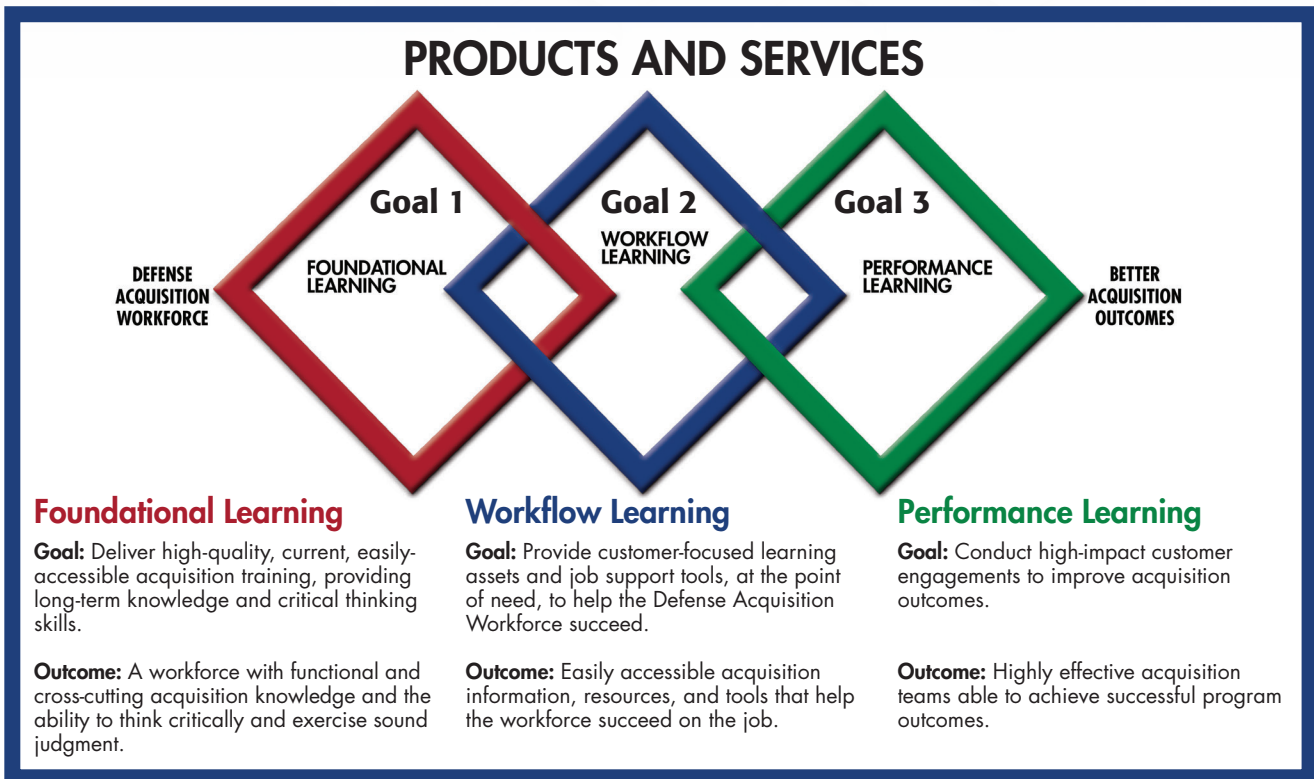 PRODUCTS AND SERVICES
Goal 1
FOUNDATIONAL
LEARNING
Goal 2
WORKFLOW
LEARNING
Goal 3
PERFORMANCE
LEARNING
DEFENSE
ACQUISITION
WORKFORCE
BETTER
ACQUISITION
OUTCOMES
Foundational Learning
Goal: Deliver high-quality, current, easily-
accessible acquisition training, providing
long-term knowledge and critical thinking
skills.
Outcome: A workforce with functional and
cross-cutting acquisition knowledge and the
ability to think critically and exercise sound
judgment.
Workflow Learning
Goal: Provide customer-focused learning
assets and job support tools, at the point
of need, to help the Defense Acquisition
Workforce succeed.
Outcome: Easily accessible acquisition
information, resources, and tools that help
the workforce succeed on the job.
Performance Learning
Goal: Conduct high-impact customer
engagements to improve acquisition
outcomes.
Outcome: Highly effective acquisition
teams able to achieve successful program
outcomes.